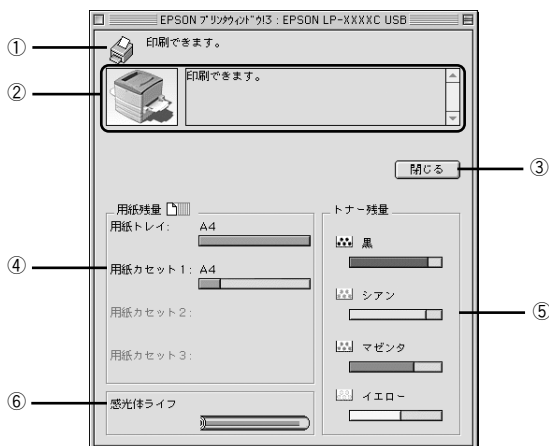 EPSON プリンタウィンドウ!3 : EPSON LP-XXXXC USB
① 印刷できます。
② 印刷できます。
閉じる ③
用紙残量
用紙トレイ: A4
④ 用紙カセット1: A4
用紙カセット2:
用紙カセット3:
トナー残量
黒
シアン
⑤
マゼンタ
イエロー
⑥ 感光体ライフ